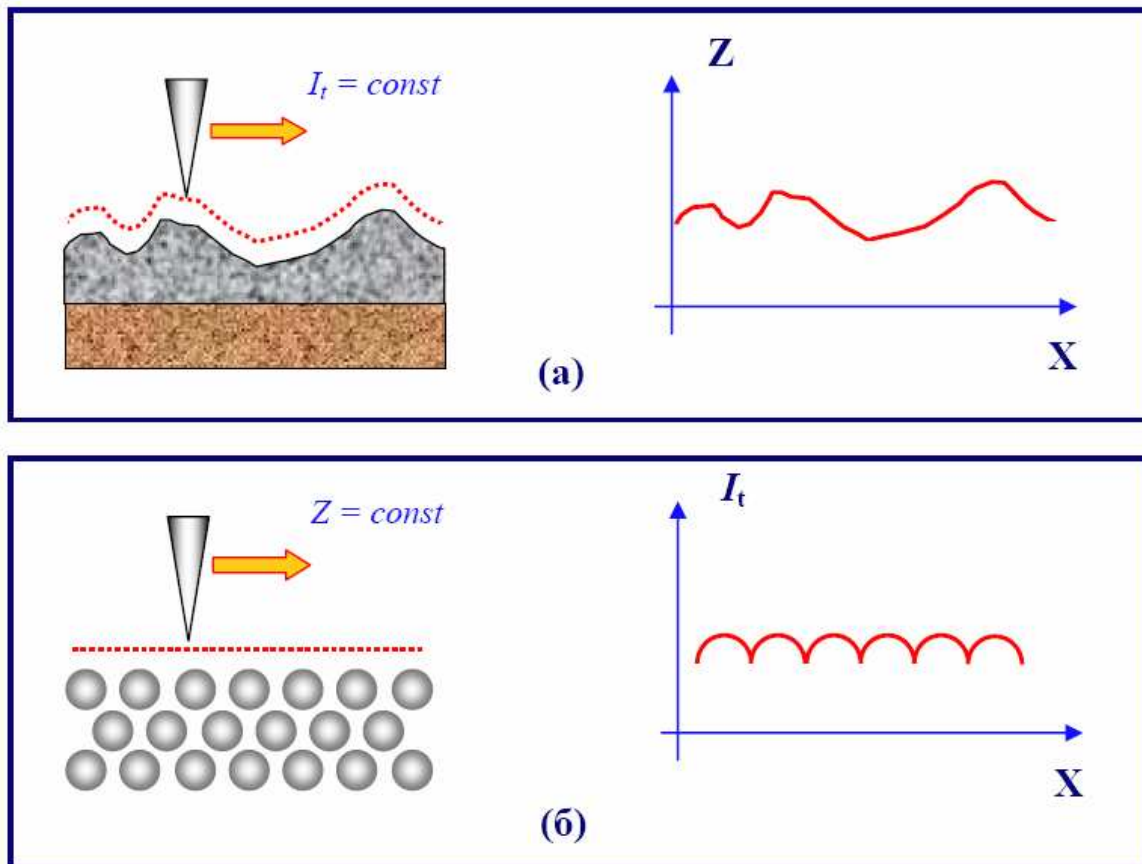 Z
I_t = const
X
(а)
I_t
Z = const
X
(б)